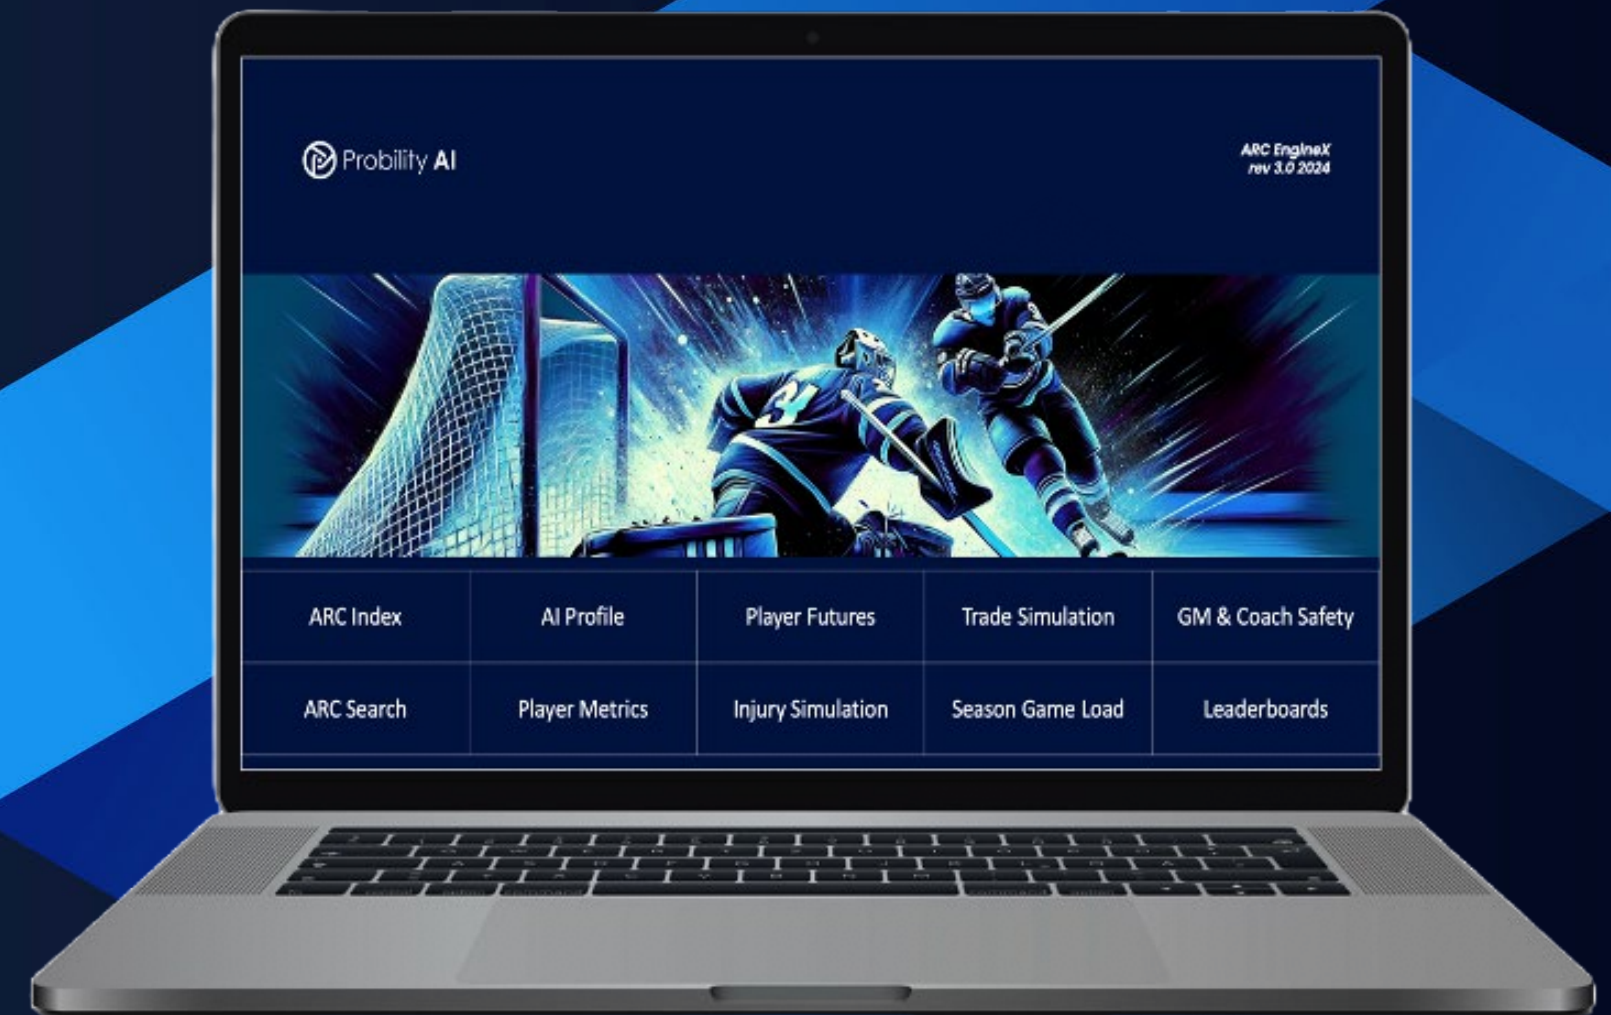 Probility AI
ARC EngineX
rev 3.0 2024
ARC Index
AI Profile
Player Futures
Trade Simulation
GM & Coach Safety
ARC Search
Player Metrics
Injury Simulation
Season Game Load
Leaderboards